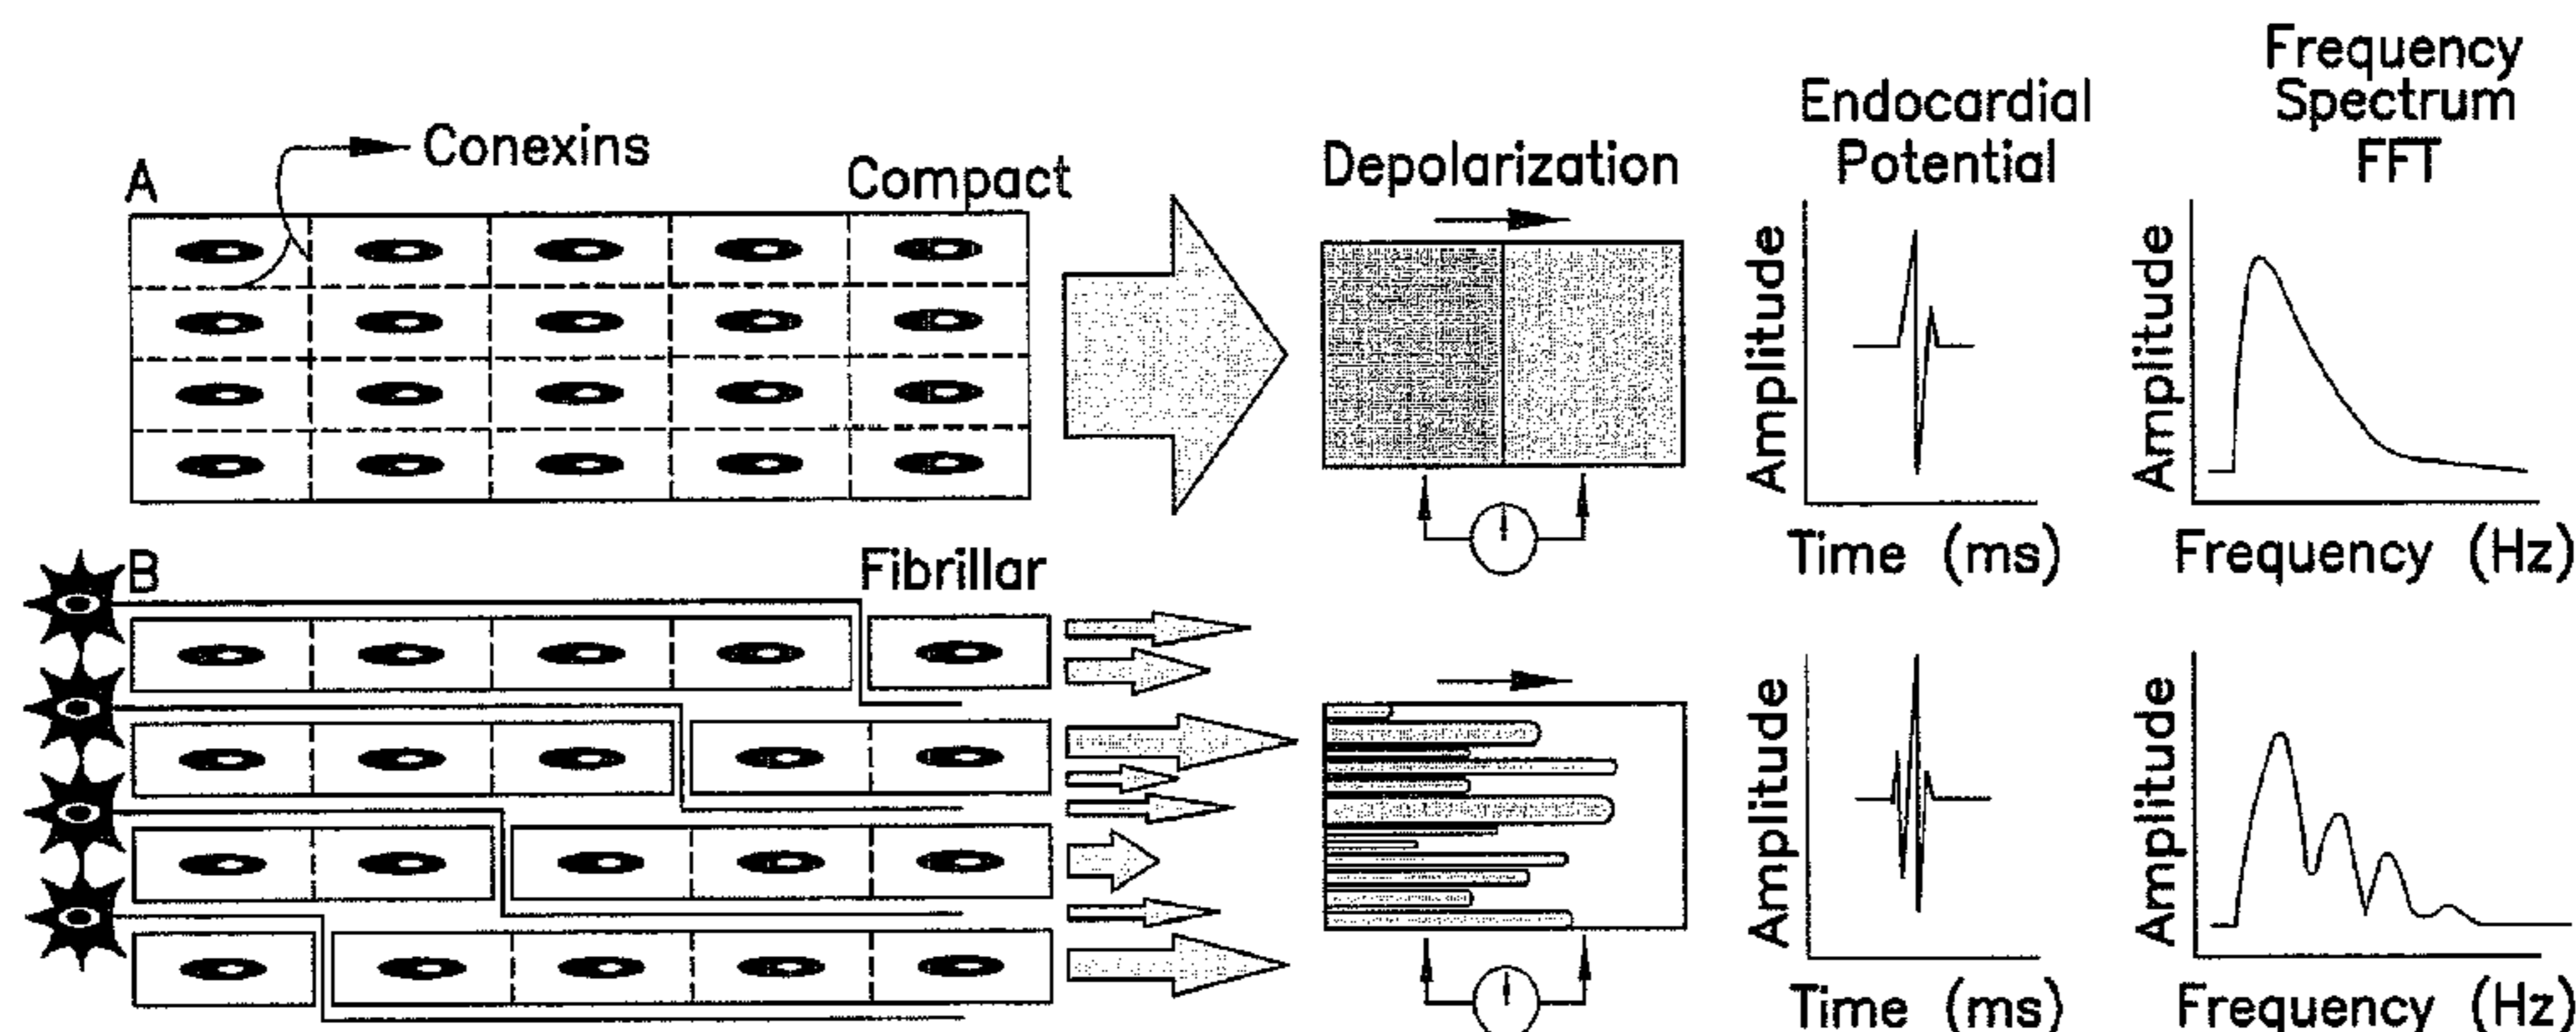 A
Conexins
Compact
Depolarization
Endocardial
Potential
Frequency
Spectrum
FFT
Amplitude
Time (ms)
Amplitude
Frequency (Hz)
B
Fibrillar
Amplitude
Time (ms)
Amplitude
Frequency (Hz)